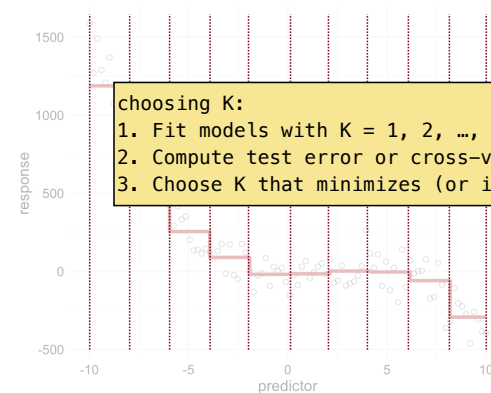 1500
choosing K:
1. Fit models with K = 1, 2, …,
1000
2. Compute test error or
3. Choose K that minimizes (or
response
500
0
-500
-10 -5 0 5 10
predictor